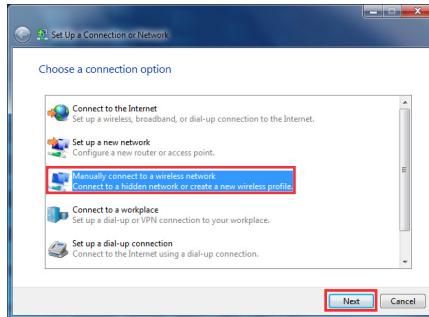 Set Up a Connection or Network
Choose a connection option
Connect to the Internet
Set up a wireless, broadband, or dial-up connection to the Internet.
Set up a new network
Configure a new router or access point.
Manually connect to a wireless network
Connect to a hidden network or create a new wireless profile.
Connect to a workplace
Set up a dial-up or VPN connection to your workplace.
Set up a dial-up connection
Connect to the Internet using a dial-up connection.
Next
Cancel